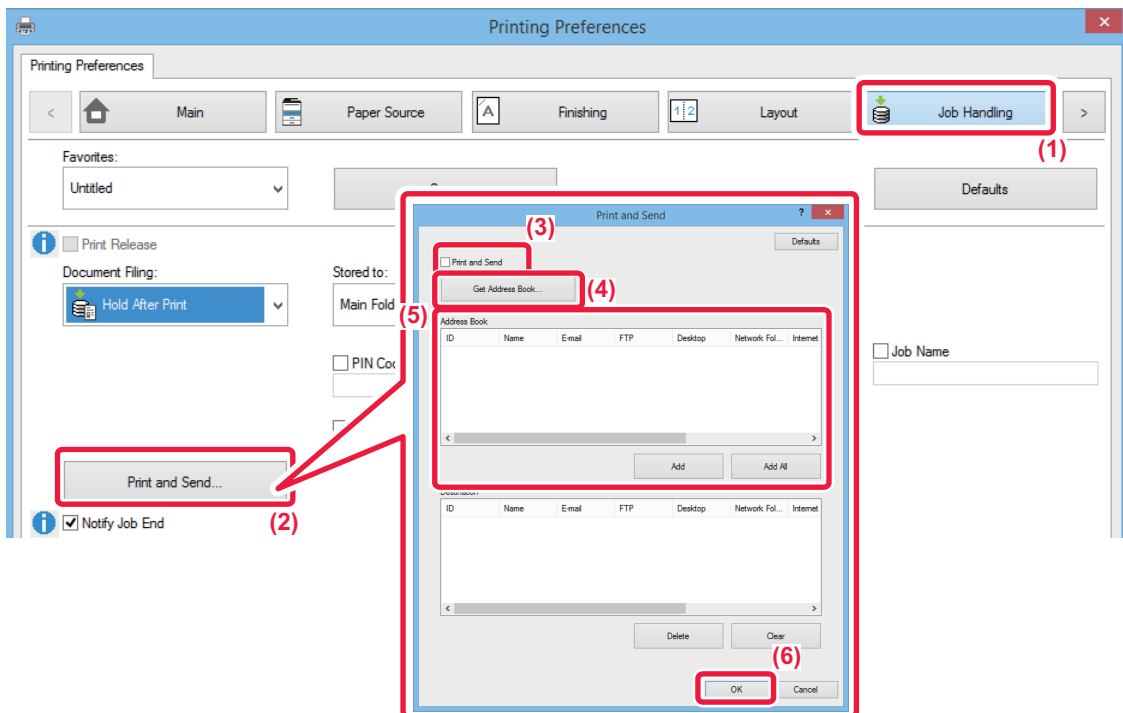 Printing Preferences
Printing Preferences
< Main Paper Source Finishing Layout Job Handling >
(1)
Favorites:
Untitled
Defaults
Print Release
Document Filing:
Hold After Print
Stored to:
Main Fold
PIN Coo
Job Name
Print and Send...
(2)
Notify Job End
Print and Send
? ×
Defaults
(3)
Print and Send
Get Address Book...
(4)
(5)
Address Book
ID Name E-mail FTP Desktop Network Fol... Internet
< >
Add Add All
Destination
ID Name E-mail FTP Desktop Network Fol... Internet
< >
Delete Clear
(6)
OK Cancel